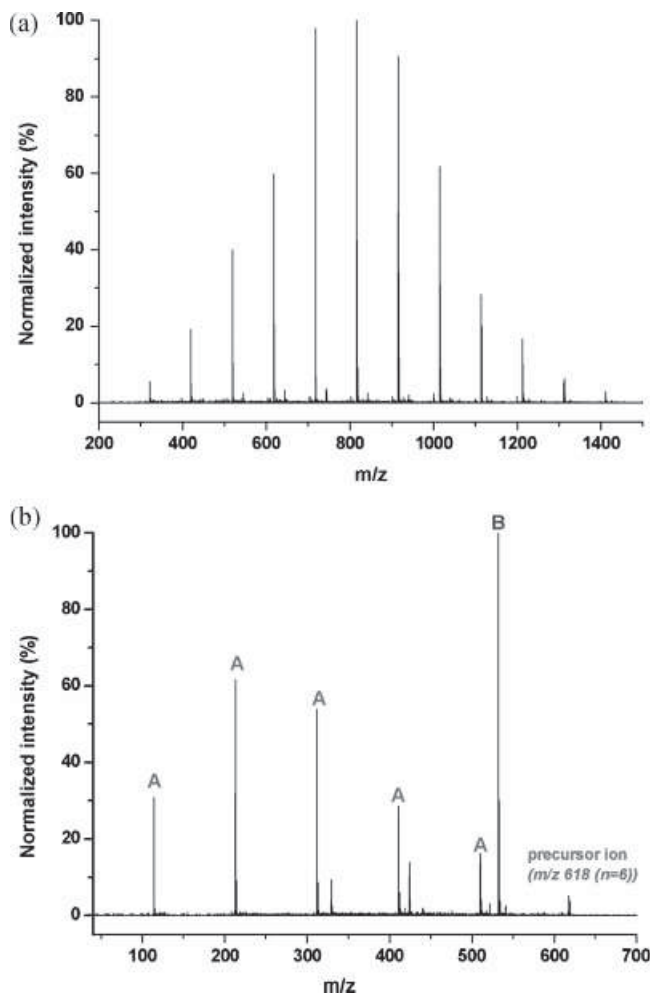 (a)
100
80
60
40
20
0
Normalized intensity (%)
200 400 600 800 1000 1200 1400
m/z
(b)
100
80
60
40
20
0
Normalized intensity (%)
A
A
A
A
A
B
precursor ion
(m/z 618 (n=6))
100 200 300 400 500 600 700
m/z